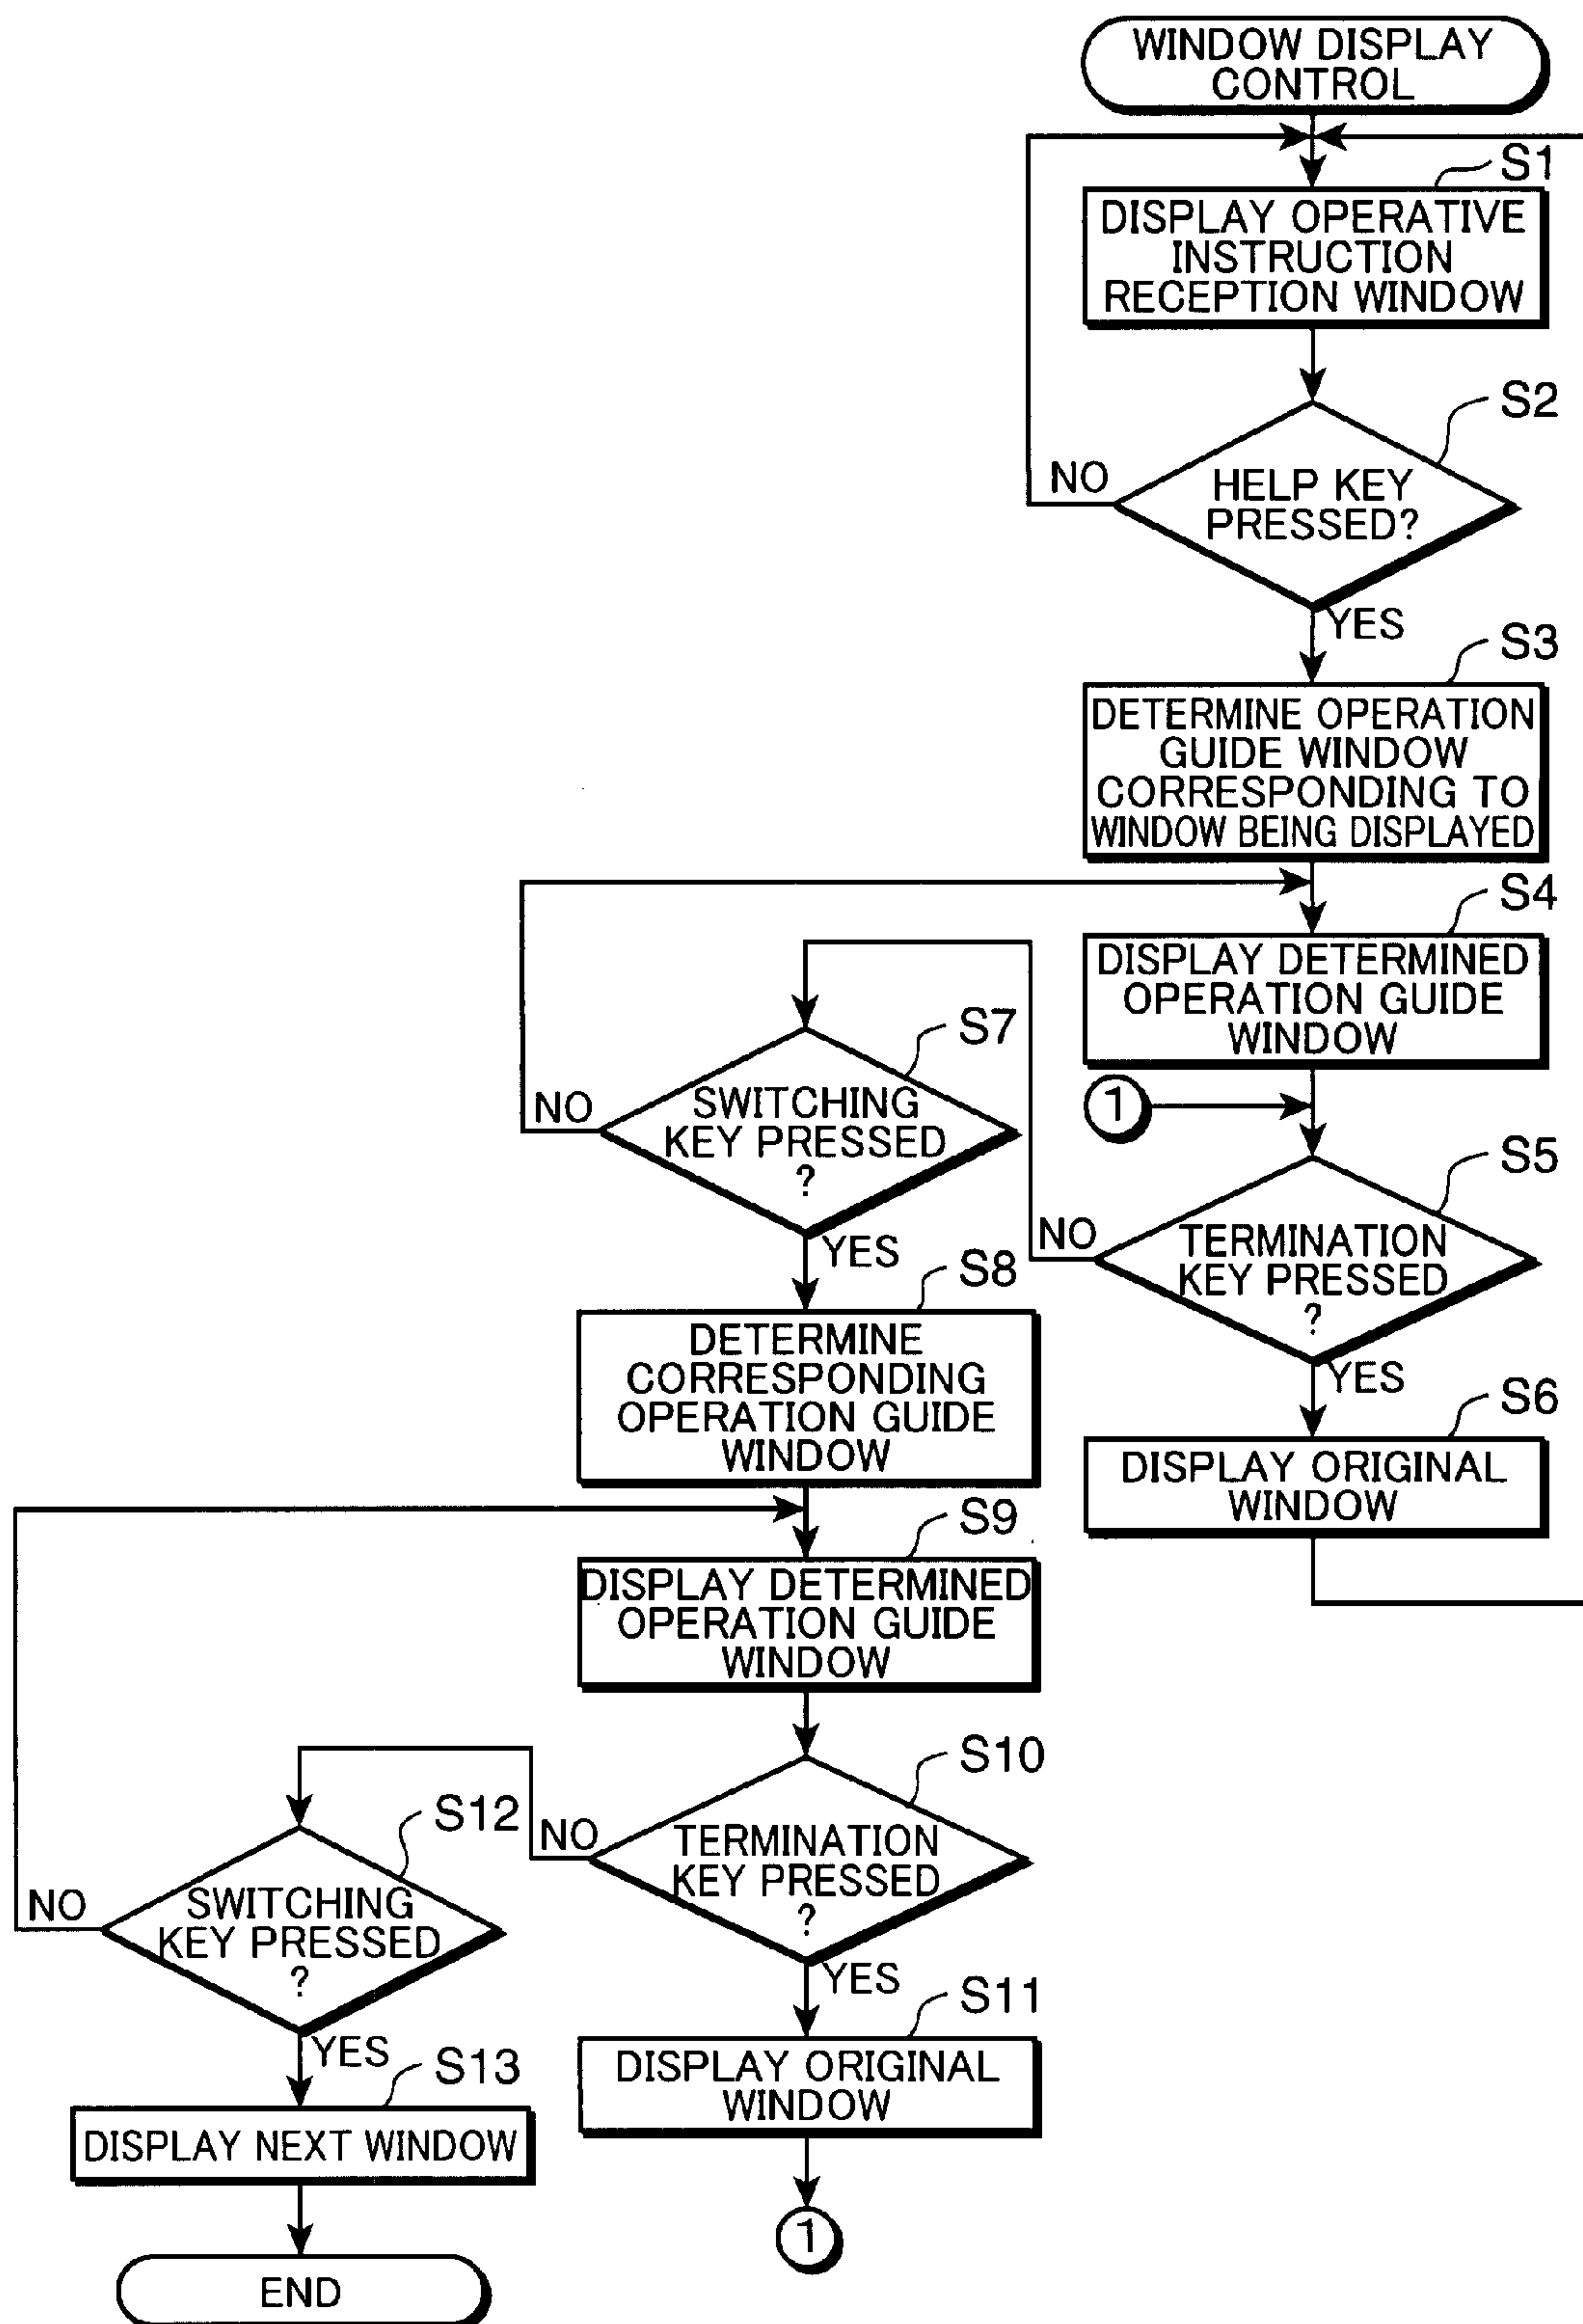 WINDOW DISPLAY
CONTROL
S1
DISPLAY OPERATIVE
INSTRUCTION
RECEPTION WINDOW
S2
NO
HELP KEY
PRESSED?
YES
S3
DETERMINE OPERATION
GUIDE WINDOW
CORRESPONDING TO
WINDOW BEING DISPLAYED
S4
DISPLAY DETERMINED
OPERATION GUIDE
WINDOW
1
S5
NO
TERMINATION
KEY PRESSED
?
YES
S6
DISPLAY ORIGINAL
WINDOW
S7
NO
SWITCHING
KEY PRESSED
?
YES
S8
DETERMINE
CORRESPONDING
OPERATION GUIDE
WINDOW
S9
DISPLAY DETERMINED
OPERATION GUIDE
WINDOW
S10
NO
TERMINATION
KEY PRESSED
?
YES
S11
DISPLAY ORIGINAL
WINDOW
1
S12
NO
SWITCHING
KEY PRESSED
?
YES
S13
DISPLAY NEXT WINDOW
END